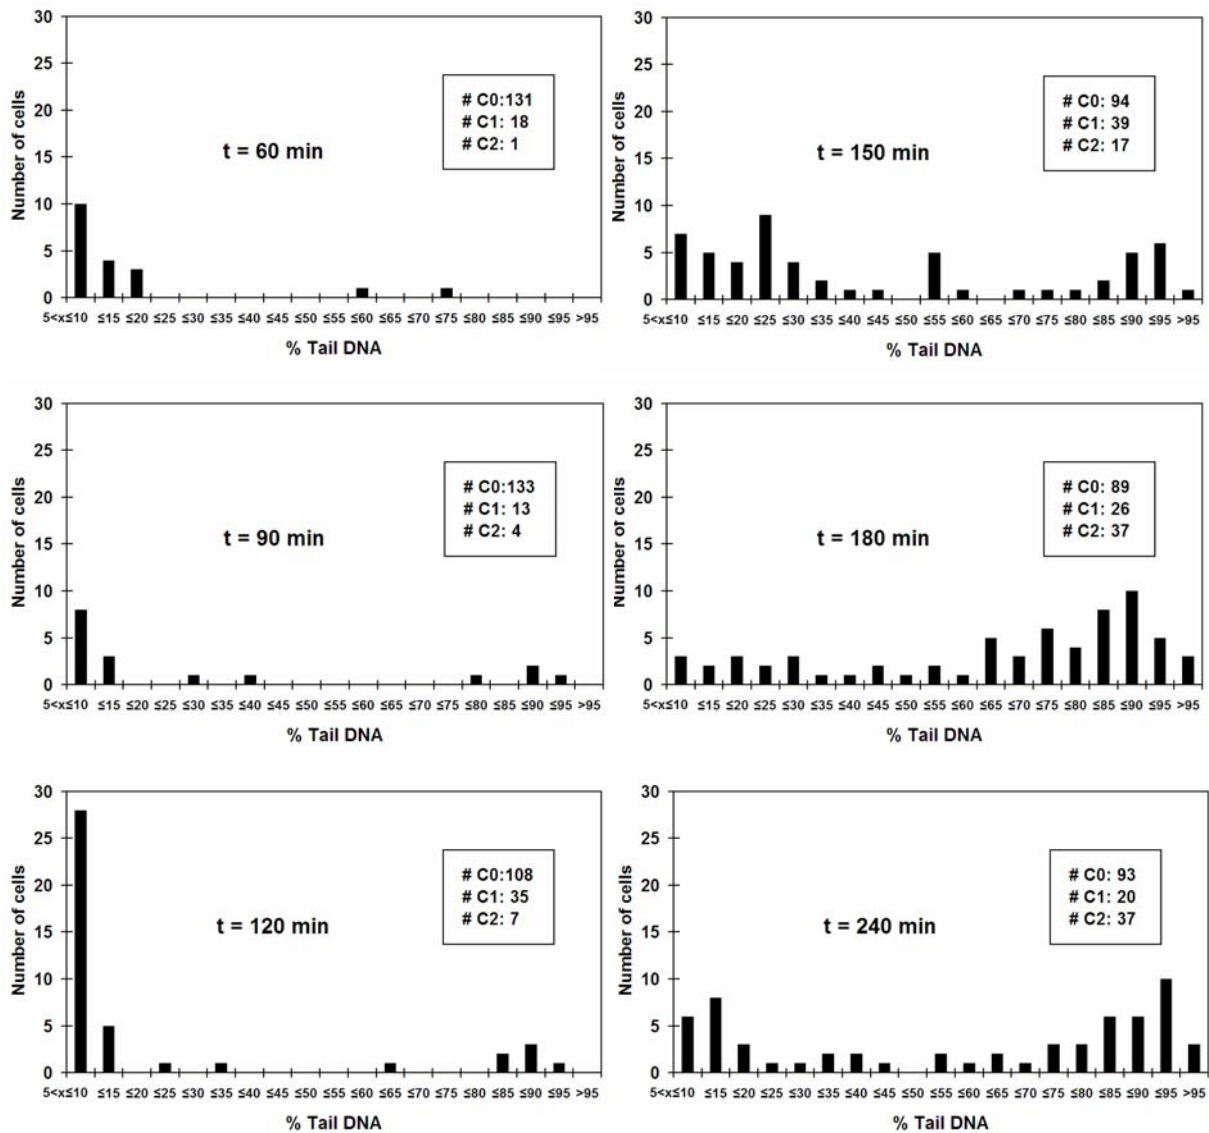 30
25
20
15
10
5
0
Number of cells
t = 60 min
# C0:131
# C1: 18
# C2: 1
5<x≤10 ≤15 ≤20 ≤25 ≤30 ≤35 ≤40 ≤45 ≤50 ≤55 ≤60 ≤65 ≤70 ≤75 ≤80 ≤85 ≤90 ≤95 >95
% Tail DNA
30
25
20
15
10
5
0
Number of cells
t = 150 min
# C0: 94
# C1: 39
# C2: 17
5<x≤10 ≤15 ≤20 ≤25 ≤30 ≤35 ≤40 ≤45 ≤50 ≤55 ≤60 ≤65 ≤70 ≤75 ≤80 ≤85 ≤90 ≤95 >95
% Tail DNA
30
25
20
15
10
5
0
Number of cells
t = 90 min
# C0:133
# C1: 13
# C2: 4
5<x≤10 ≤15 ≤20 ≤25 ≤30 ≤35 ≤40 ≤45 ≤50 ≤55 ≤60 ≤65 ≤70 ≤75 ≤80 ≤85 ≤90 ≤95 >95
% Tail DNA
30
25
20
15
10
5
0
Number of cells
t = 180 min
# C0: 89
# C1: 26
# C2: 37
5<x≤10 ≤15 ≤20 ≤25 ≤30 ≤35 ≤40 ≤45 ≤50 ≤55 ≤60 ≤65 ≤70 ≤75 ≤80 ≤85 ≤90 ≤95 >95
% Tail DNA
30
25
20
15
10
5
0
Number of cells
t = 120 min
# C0:108
# C1: 35
# C2: 7
5<x≤10 ≤15 ≤20 ≤25 ≤30 ≤35 ≤40 ≤45 ≤50 ≤55 ≤60 ≤65 ≤70 ≤75 ≤80 ≤85 ≤90 ≤95 >95
% Tail DNA
30
25
20
15
10
5
0
Number of cells
t = 240 min
# C0: 93
# C1: 20
# C2: 37
5<x≤10 ≤15 ≤20 ≤25 ≤30 ≤35 ≤40 ≤45 ≤50 ≤55 ≤60 ≤65 ≤70 ≤75 ≤80 ≤85 ≤90 ≤95 >95
% Tail DNA